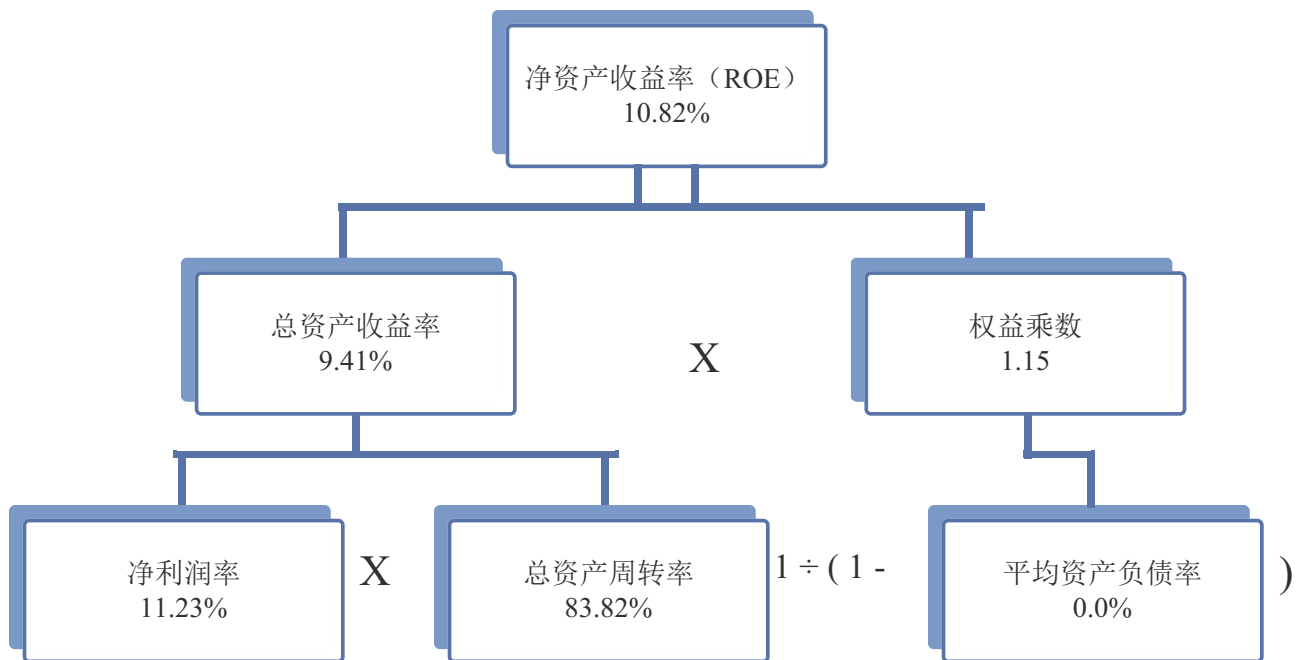 净资产收益率（ROE）
10.82%
总资产收益率
9.41%
X
权益乘数
1.15
净利润率
11.23%
X
总资产周转率
83.82%
1 ÷ ( 1 -
平均资产负债率
0.0%
)